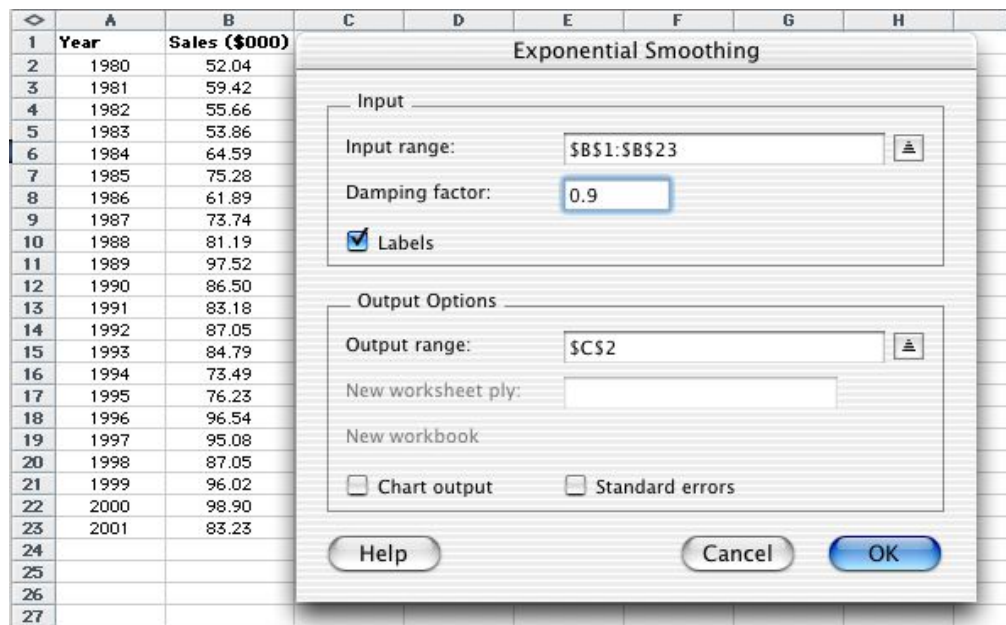 A B C D E F G H
1 Year Sales ($000)
2 1980 52.04
3 1981 59.42
4 1982 55.66
5 1983 53.86
6 1984 64.59
7 1985 75.28
8 1986 61.89
9 1987 73.74
10 1988 81.19
11 1989 97.52
12 1990 86.50
13 1991 83.18
14 1992 87.05
15 1993 84.79
16 1994 73.49
17 1995 76.23
18 1996 96.54
19 1997 95.08
20 1998 87.05
21 1999 96.02
22 2000 98.90
23 2001 83.23
24
25
26
27
Exponential Smoothing
Input
Input range: $B$1:$B$23
Damping factor: 0.9
Labels
Output Options
Output range: $C$2
New worksheet ply:
New workbook
Chart output Standard errors
Help Cancel OK